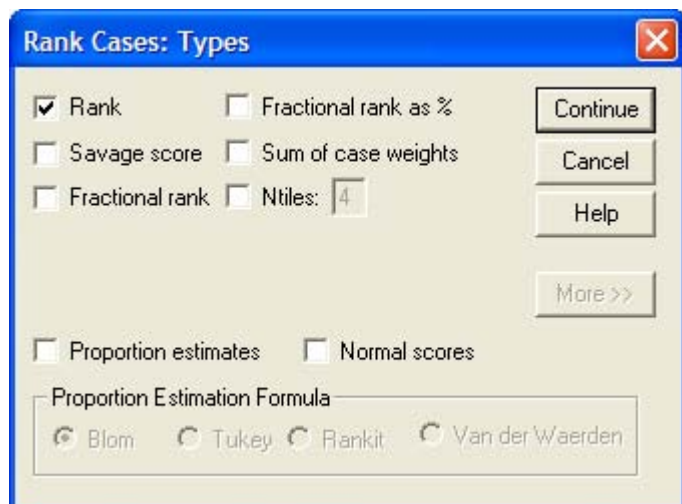 Rank Cases: Types
Rank Fractional rank as % Continue
Savage score Sum of case weights Cancel
Fractional rank Ntiles: 4 Help
More >>
Proportion estimates Normal scores
Proportion Estimation Formula
Blom Tukey Rankit Van der Waerden